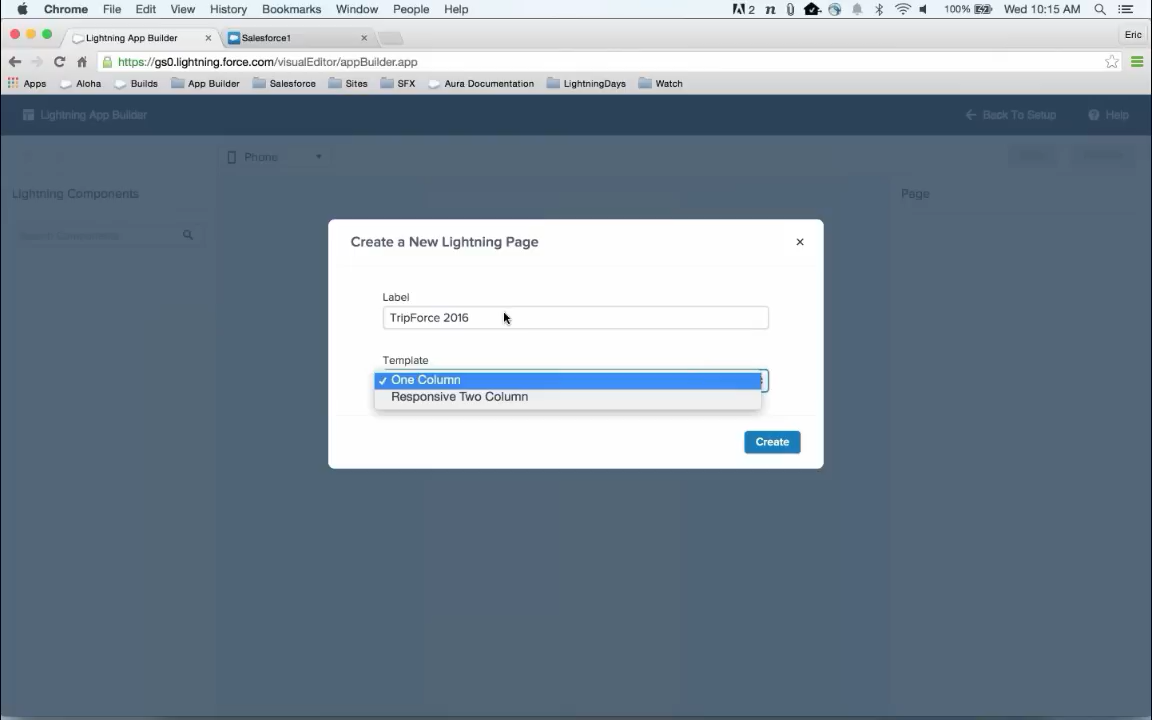 Chrome File Edit View History Bookmarks Window People Help 2 100% Wed 10:15 AM
Lightning App Builder × Salesforce1 × Eric
https://gs0.lightning.force.com/visualEditor/appBuilder.app
Apps Aloha Builds App Builder Salesforce Sites SFX Aura Documentation LightningDays Watch
Lightning App Builder Back To Setup Help
Phone
Lightning Components Page
Search Components
Create a New Lightning Page ×
Label
TripForce 2016
Template
✓ One Column
Responsive Two Column
Create